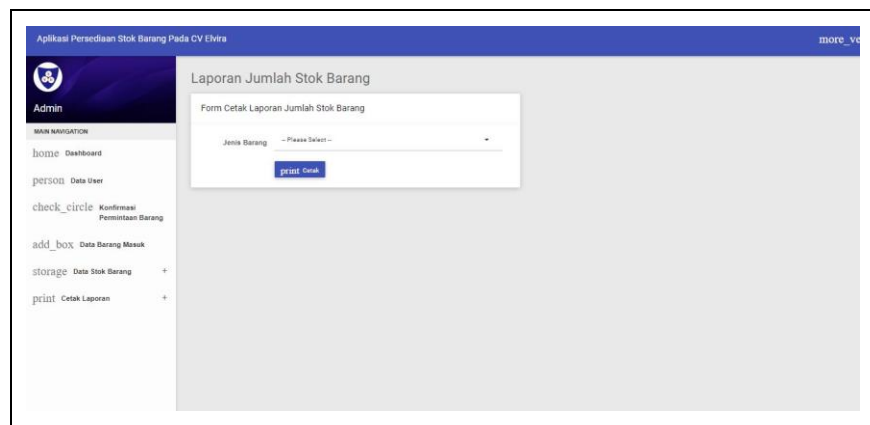 Aplikasi Persediaan Stok Barang Pada CV Elvira
more_ve
Admin
MAIN NAVIGATION
home Dashboard
person Data User
check_circle Konfirmasi
Permintaan Barang
add_box Data Barang Masuk
storage Data Stok Barang +
print Cetak Laporan +
Laporan Jumlah Stok Barang
Form Cetak Laporan Jumlah Stok Barang
Jenis Barang -- Please Select --
print Cetak